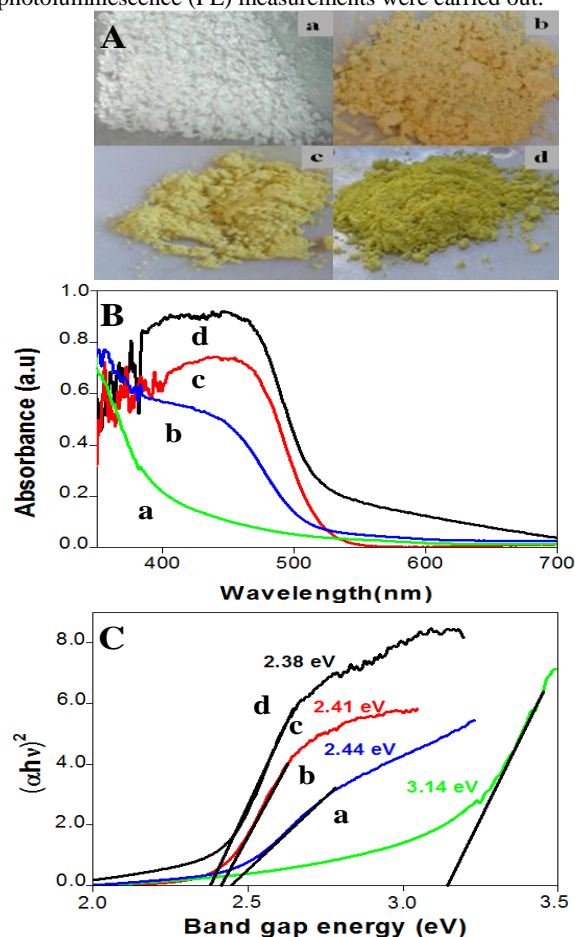 photoluminescence (PL) measurements were carried out.
A
a
b
c
d
B
1.0
0.8
0.6
0.4
0.2
0.0
d
c
b
a
400
500
600
700
Absorbance (a.u)
Wavelength(nm)
C
8.0
6.0
4.0
2.0
0.0
2.38 eV
d
2.41 eV
c
2.44 eV
b
3.14 eV
a
2.0
2.5
3.0
3.5
(αhν)²
Band gap energy (eV)